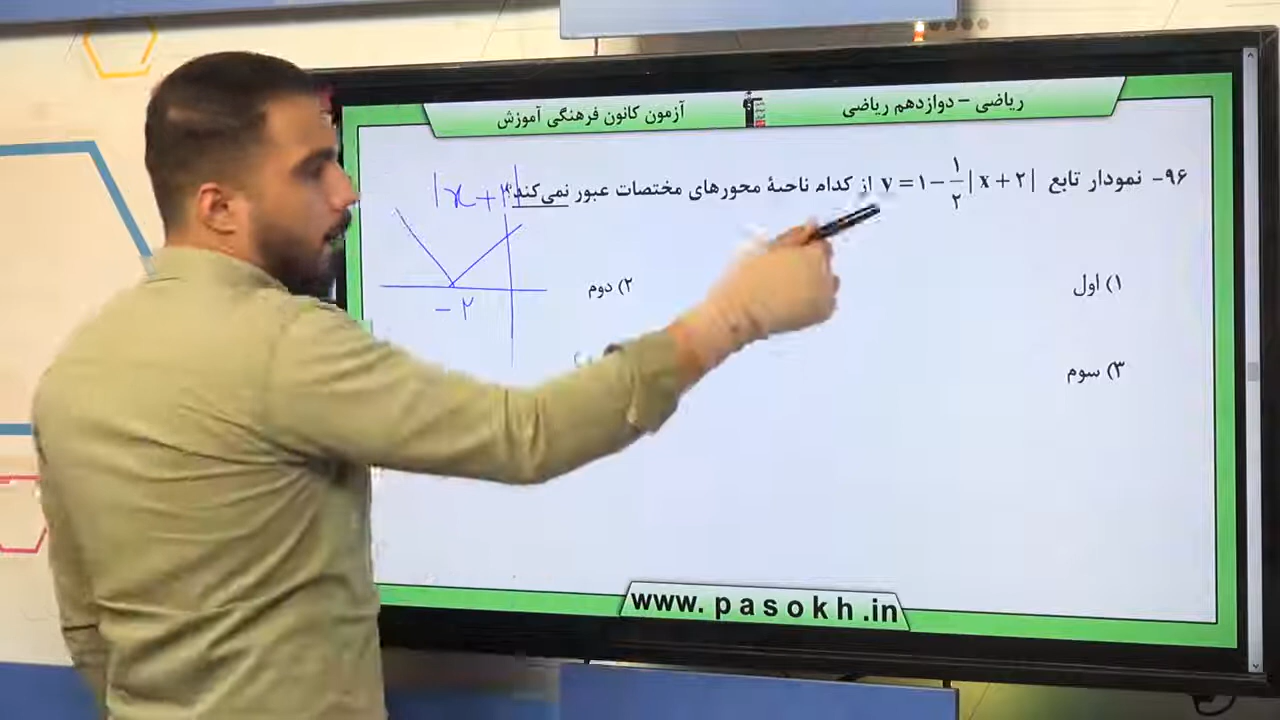 ریاضی – دوازدهم ریاضی
آزمون کانون فرهنگی آموزش
۹۶- نمودار تابع y = ۱ − ۱/۲ | x + ۲ | از کدام ناحیهٔ محورهای مختصات عبور نمی‌کند؟
|x + ۲|
−۲
۱) اول
۲) دوم
۳) سوم
www.pasokh.in